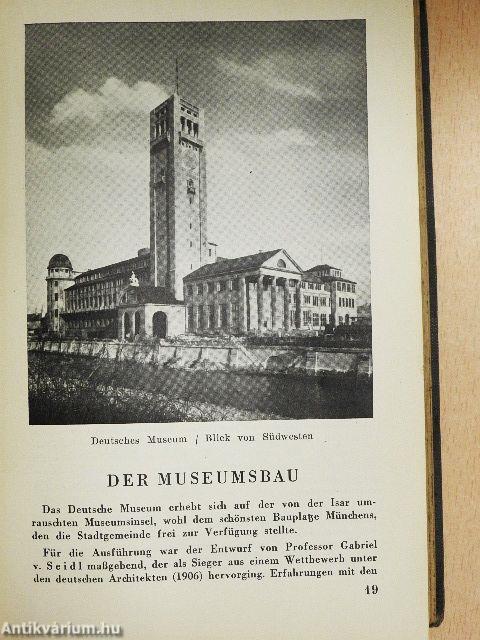 Deutsches Museum / Blick von Südwesten
DER MUSEUMSBAU
Das Deutsche Museum erhebt sich auf der von der Isar um-
rauschten Museumsinsel, wohl dem schönsten Bauplatze Münchens,
den die Stadtgemeinde frei zur Verfügung stellte.
Für die Ausführung war der Entwurf von Professor Gabriel
v. Seidl maßgebend, der als Sieger aus einem Wettbewerb unter
den deutschen Architekten (1906) hervorging. Erfahrungen mit den
19
Antikvárium.hu